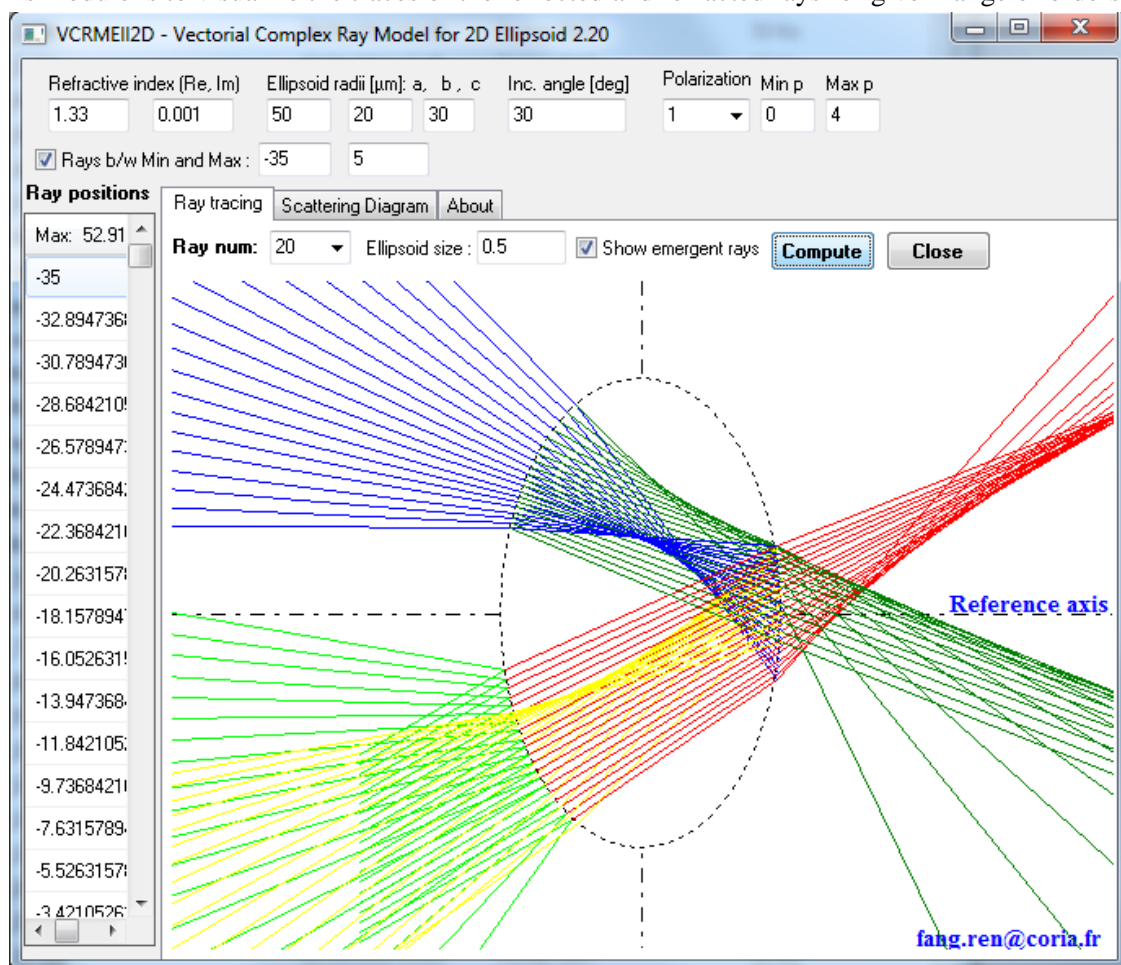 VCRMEll2D - Vectorial Complex Ray Model for 2D Ellipsoid 2.20
Refractive index (Re, Im) Ellipsoid radii [µm]: a, b , c Inc. angle [deg] Polarization Min p Max p
1.33 0.001 50 20 30 30 1 0 4
Rays b/w Min and Max : -35 5
Ray positions Ray tracing Scattering Diagram About
Max: 52.91 Ray num: 20 Ellipsoid size : 0.5 Show emergent rays Compute Close
-35
-32.8947368
-30.789473
-28.684210
-26.578947
-24.473684
-22.368421
-20.263157
-18.157894
Reference axis
-16.052631
-13.947368
-11.842105
-9.7368421
-7.6315789
-5.5263157
-3.4210526
fang.ren@coria.fr